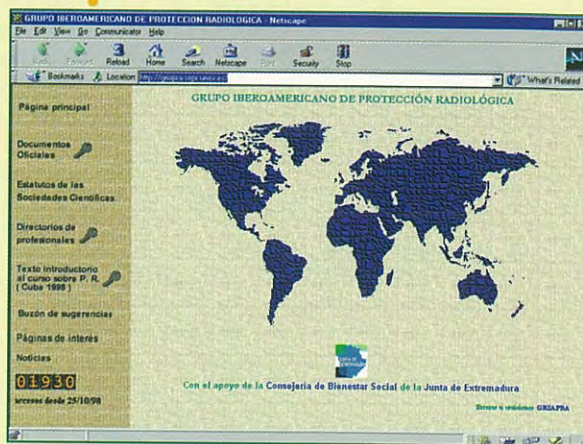 GRUPO IBEROAMERICANO DE PROTECCION RADIOLOGICA - Netscape
File Edit View Go Communicator Help
Back Forward Reload Home Search Netscape Print Security Stop
Bookmarks Location: What's Related
GRUPO IBEROAMERICANO DE PROTECCIÓN RADIOLÓGICA
Página principal
Documentos
Oficiales
Estatutos de las
Sociedades Científicas
Directorios de
profesionales
Texto introductorio
al curso sobre P. R.
( Cuba 1998 )
Buzón de sugerencias
Páginas de interés
Noticias
01930
accesos desde 25/10/98
Con el apoyo de la Consejería de Bienestar Social de la Junta de Extremadura
GRIAPRA